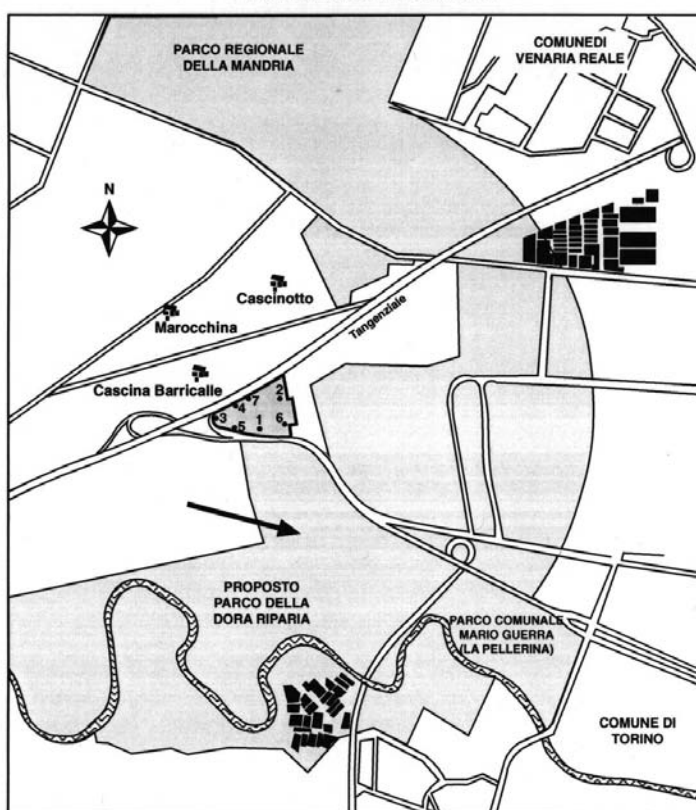 PARCO REGIONALE
DELLA MANDRIA
COMUNEDI
VENARIA REALE
N
Cascinotto
Marocchina
Tangenziale
Cascina Barricalle
2
7
4
3
5
1
6
PROPOSTO
PARCO DELLA
DORA RIPARIA
PARCO COMUNALE
MARIO GUERRA
(LA PELLERINA)
COMUNE DI
TORINO